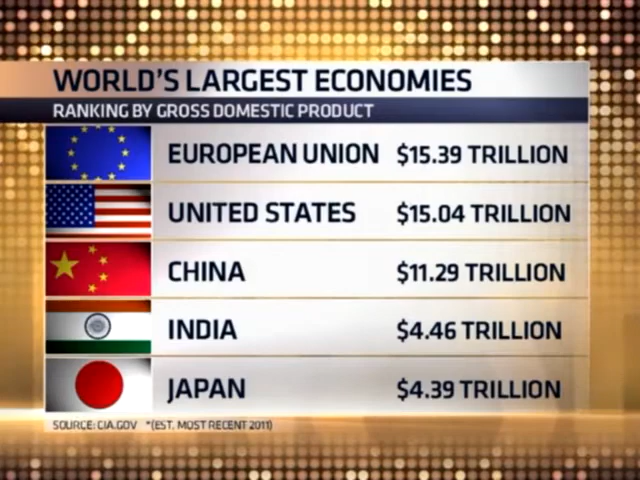 WORLD'S LARGEST ECONOMIES
RANKING BY GROSS DOMESTIC PRODUCT
EUROPEAN UNION $15.39 TRILLION
UNITED STATES $15.04 TRILLION
CHINA $11.29 TRILLION
INDIA $4.46 TRILLION
JAPAN $4.39 TRILLION
SOURCE: CIA.GOV *(EST. MOST RECENT 2011)